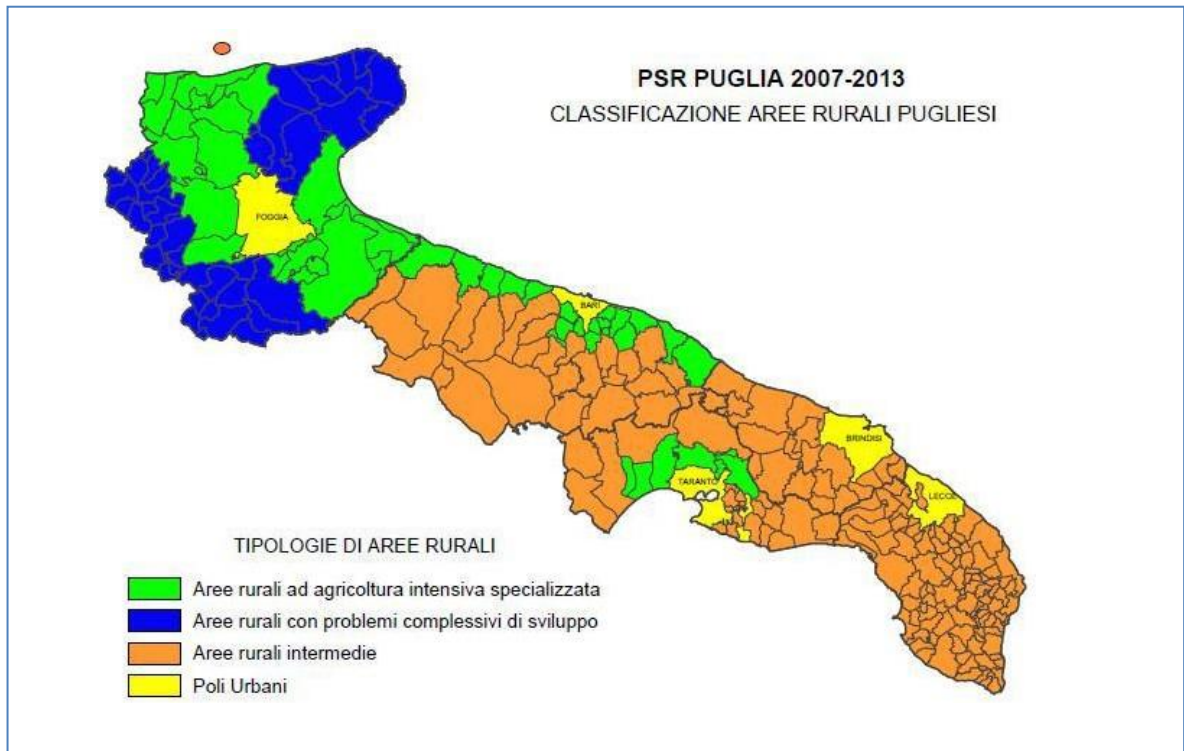 PSR PUGLIA 2007-2013
CLASSIFICAZIONE AREE RURALI PUGLIESI
FOGGIA
BARI
BRINDISI
TARANTO
LECCE
TIPOLOGIE DI AREE RURALI
Aree rurali ad agricoltura intensiva specializzata
Aree rurali con problemi complessivi di sviluppo
Aree rurali intermedie
Poli Urbani